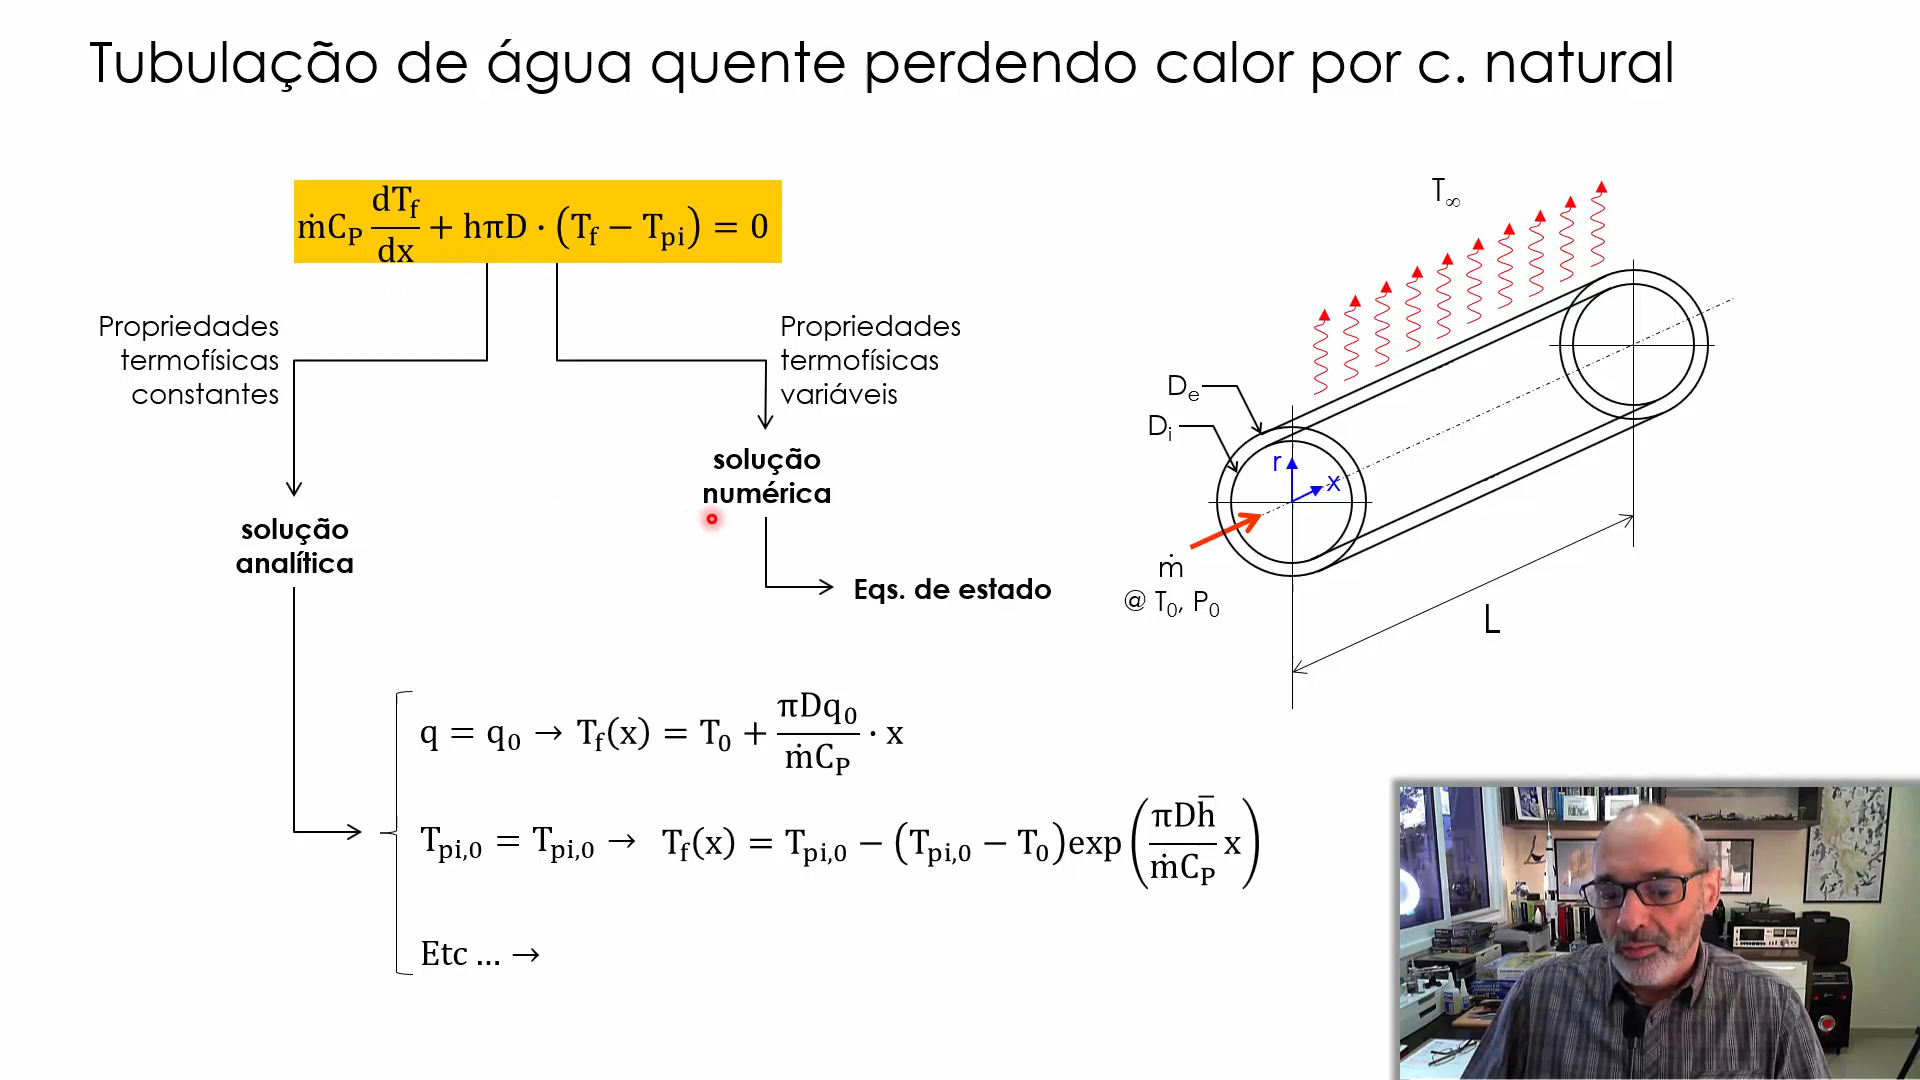 Tubulação de água quente perdendo calor por c. natural
ṁC_P dT_f/dx + hπD · (T_f − T_pi) = 0
Propriedades
termofísicas
constantes
Propriedades
termofísicas
variáveis
solução
analítica
solução
numérica
Eqs. de estado
q = q_0 → T_f(x) = T_0 + πDq_0/ṁC_P · x
T_pi,0 = T_pi,0 → T_f(x) = T_pi,0 − (T_pi,0 − T_0)exp(πDh̄/ṁC_P x)
Etc … →
T_∞
D_e
D_i
r
x
ṁ
@ T_0, P_0
L